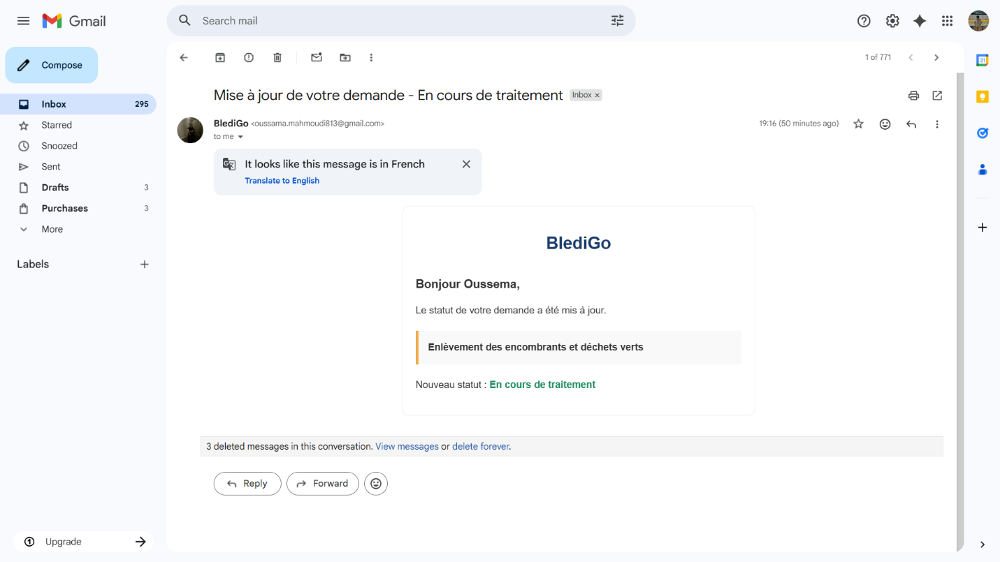 Gmail
Search mail
Compose
1 of 771
Inbox 295
Starred
Snoozed
Sent
Drafts 3
Purchases 3
More
Labels
Mise à jour de votre demande - En cours de traitement Inbox ×
BlediGo <oussama.mahmoudi813@gmail.com> 19:16 (50 minutes ago)
to me
It looks like this message is in French
Translate to English
BlediGo
Bonjour Oussema,
Le statut de votre demande a été mis à jour.
Enlèvement des encombrants et déchets verts
Nouveau statut : En cours de traitement
3 deleted messages in this conversation. View messages or delete forever.
Reply Forward
Upgrade
31